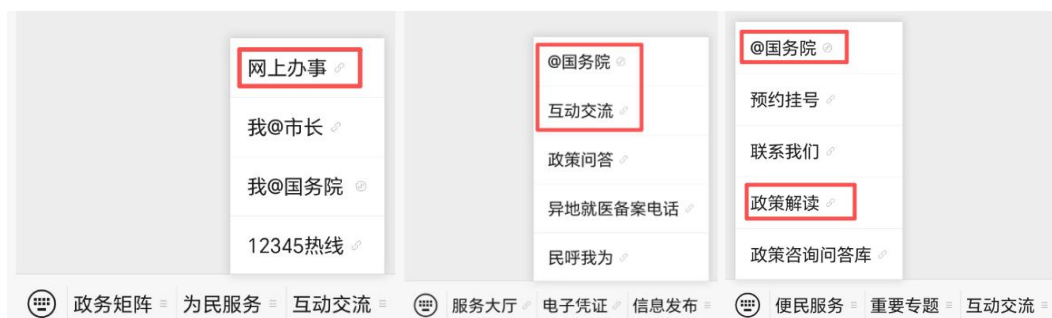 网上办事
我@市长
我@国务院
12345热线
政务矩阵 为民服务 互动交流
@国务院
互动交流
政策问答
异地就医备案电话
民呼我为
服务大厅 电子凭证 信息发布
@国务院
预约挂号
联系我们
政策解读
政策咨询问答库
便民服务 重要专题 互动交流